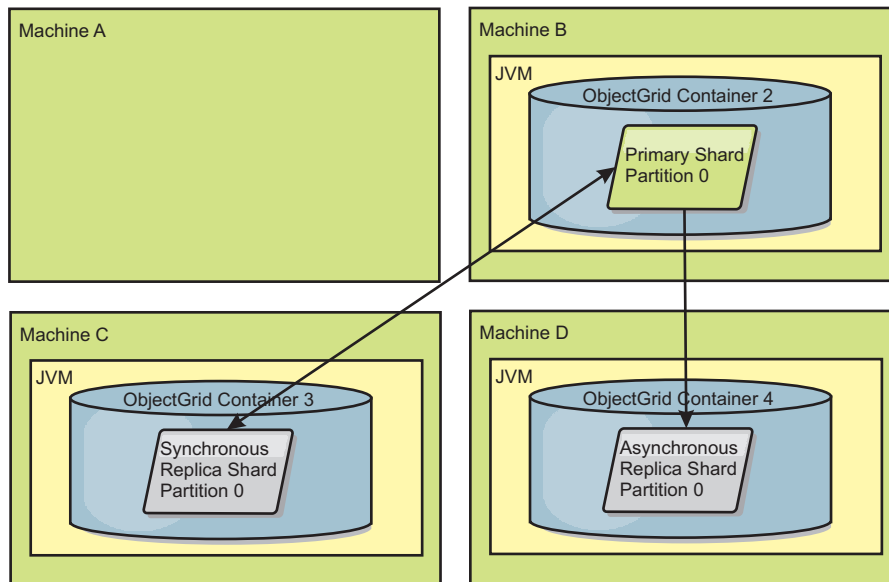 Machine A
Machine B
JVM
ObjectGrid Container 2
Primary Shard
Partition 0
Machine C
JVM
ObjectGrid Container 3
Synchronous
Replica Shard
Partition 0
Machine D
JVM
ObjectGrid Container 4
Asynchronous
Replica Shard
Partition 0